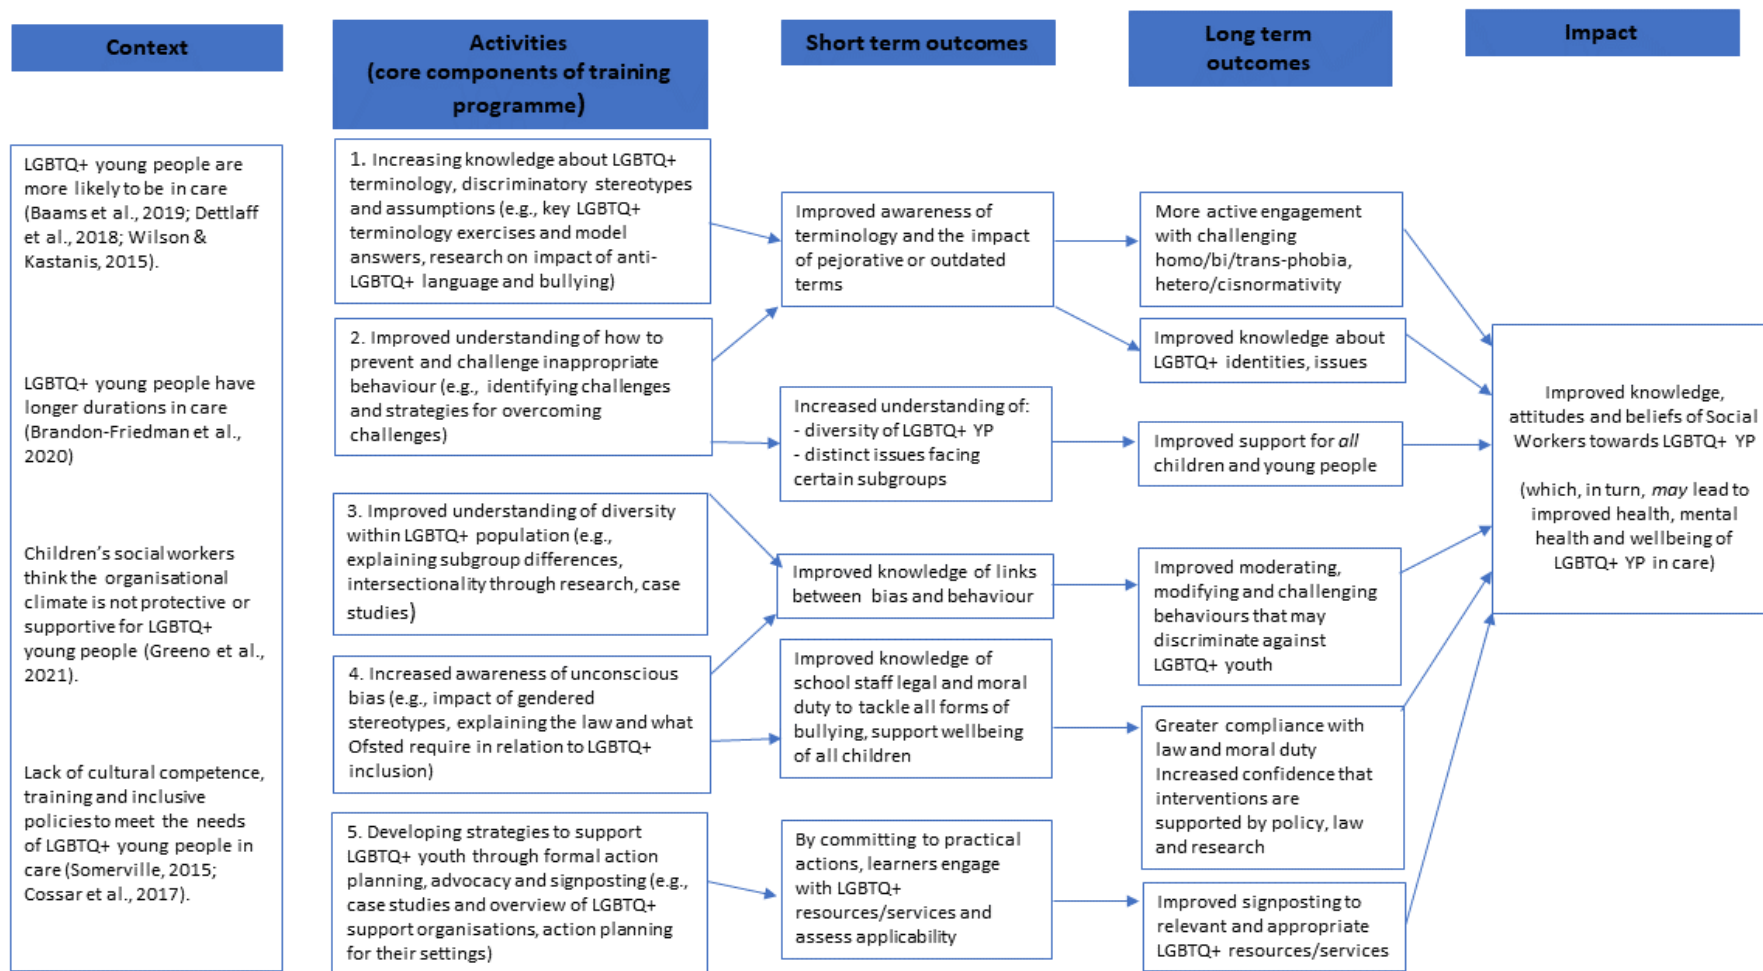 Context
Activities
(core components of training
programme)
Short term outcomes
Long term
outcomes
Impact
LGBTQ+ young people are
more likely to be in care
(Baams et al., 2019; Dettlaff
et al., 2018; Wilson &
Kastanis, 2015).
LGBTQ+ young people have
longer durations in care
(Brandon-Friedman et al.,
2020)
Children's social workers
think the organisational
climate is not protective or
supportive for LGBTQ+
young people (Greeno et al.,
2021).
Lack of cultural competence,
training and inclusive
policies to meet the needs
of LGBTQ+ young people in
care (Somerville, 2015;
Cossar et al., 2017).
1. Increasing knowledge about LGBTQ+
terminology, discriminatory stereotypes
and assumptions (e.g., key LGBTQ+
terminology exercises and model
answers, research on impact of anti-
LGBTQ+ language and bullying)
2. Improved understanding of how to
prevent and challenge inappropriate
behaviour (e.g., identifying challenges
and strategies for overcoming
challenges)
3. Improved understanding of diversity
within LGBTQ+ population (e.g.,
explaining subgroup differences,
intersectionality through research, case
studies)
4. Increased awareness of unconscious
bias (e.g., impact of gendered
stereotypes, explaining the law and what
Ofsted require in relation to LGBTQ+
inclusion)
5. Developing strategies to support
LGBTQ+ youth through formal action
planning, advocacy and signposting (e.g.,
case studies and overview of LGBTQ+
support organisations, action planning
for their settings)
Improved awareness of
terminology and the impact
of pejorative or outdated
terms
Increased understanding of:
- diversity of LGBTQ+ YP
- distinct issues facing
certain subgroups
Improved knowledge of links
between bias and behaviour
Improved knowledge of
school staff legal and moral
duty to tackle all forms of
bullying, support wellbeing
of all children
By committing to practical
actions, learners engage
with LGBTQ+
resources/services and
assess applicability
More active engagement
with challenging
homo/bi/trans-phobia,
hetero/cisnormativity
Improved knowledge about
LGBTQ+ identities, issues
Improved support for all
children and young people
Improved moderating,
modifying and challenging
behaviours that may
discriminate against
LGBTQ+ youth
Greater compliance with
law and moral duty
Increased confidence that
interventions are
supported by policy, law
and research
Improved signposting to
relevant and appropriate
LGBTQ+ resources/services
Improved knowledge,
attitudes and beliefs of Social
Workers towards LGBTQ+ YP
(which, in turn, may lead to
improved health, mental
health and wellbeing of
LGBTQ+ YP in care)